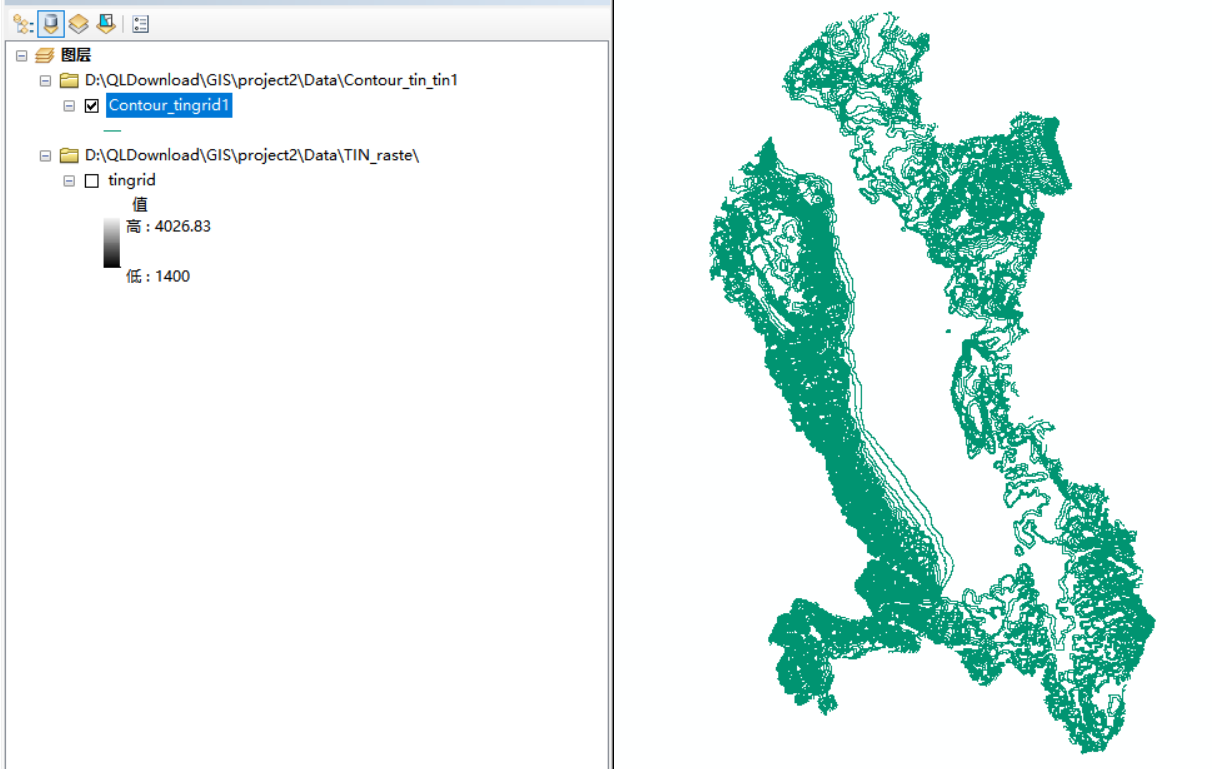 图层
D:\QLDownload\GIS\project2\Data\Contour_tin_tin1
Contour_tingrid1
D:\QLDownload\GIS\project2\Data\TIN_raste\
tingrid
值
高 : 4026.83
低 : 1400